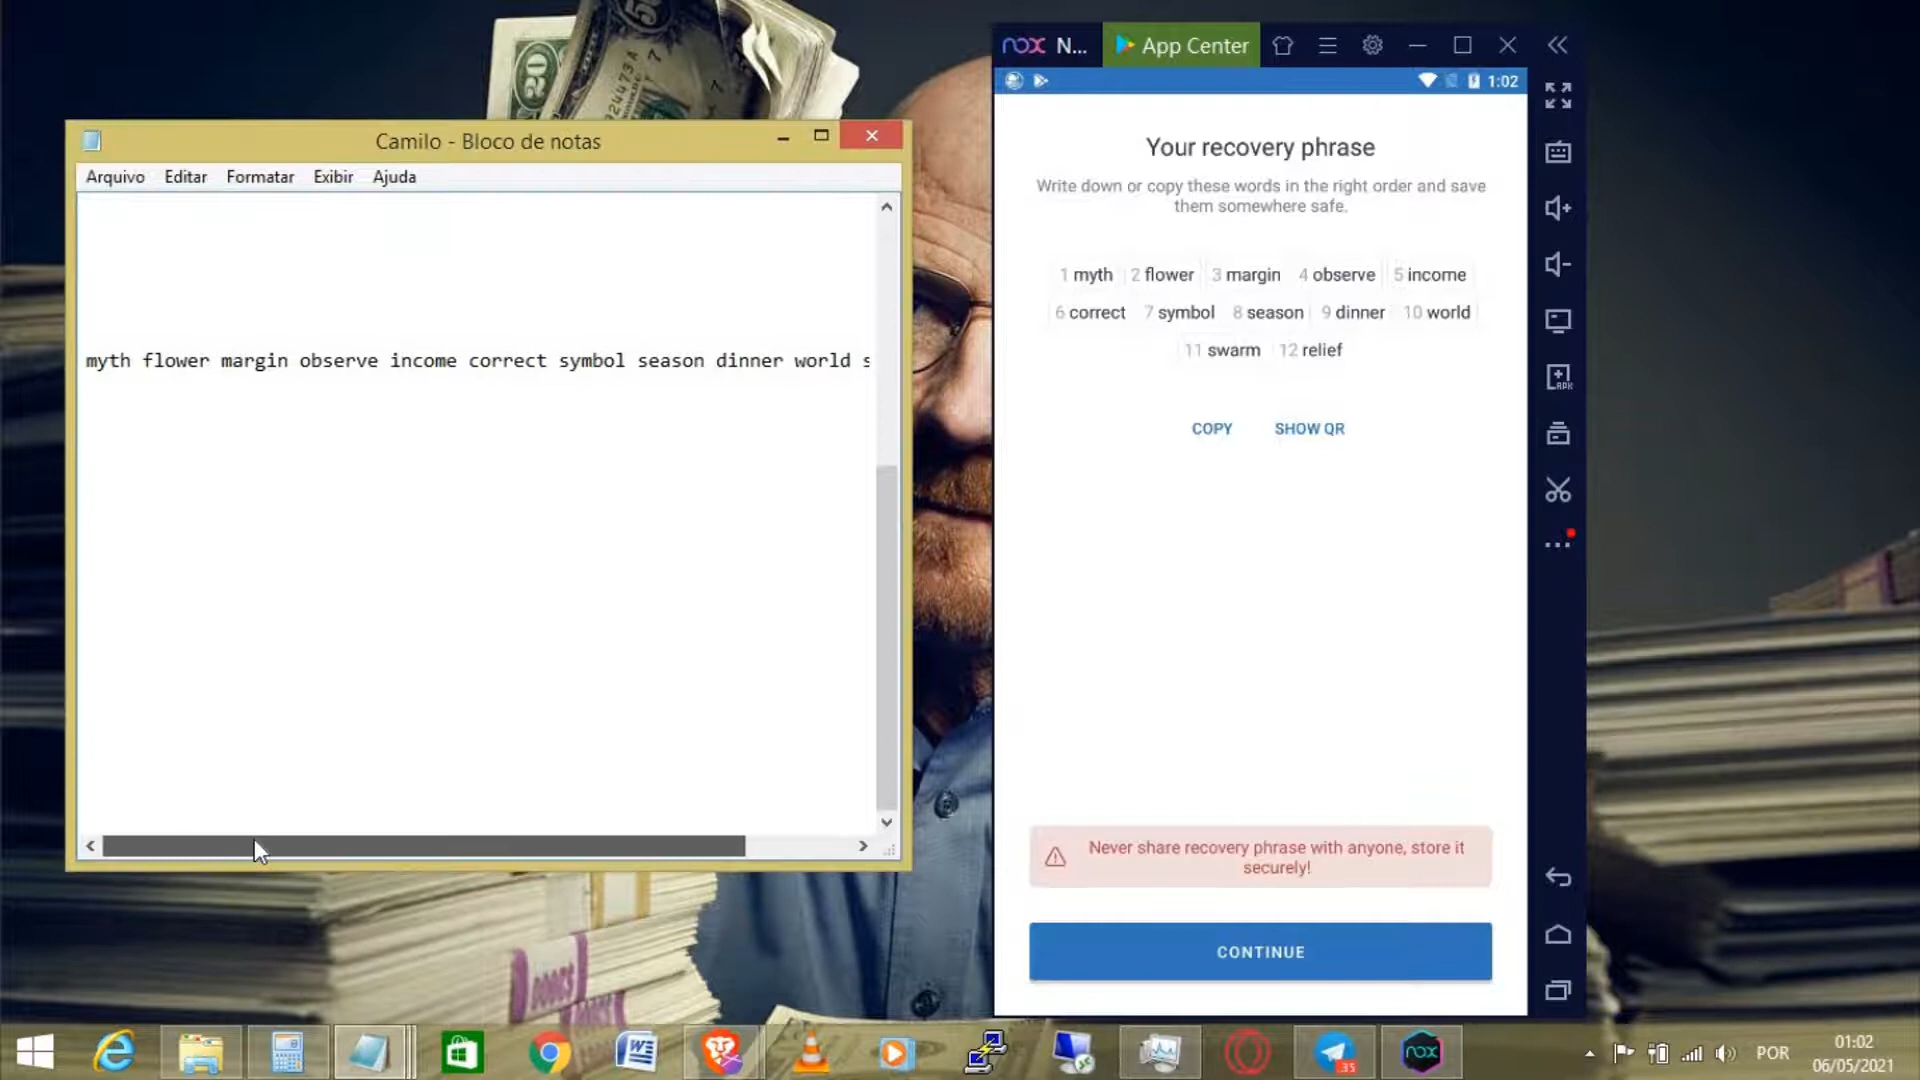 Camilo - Bloco de notas
Arquivo Editar Formatar Exibir Ajuda
myth flower margin observe income correct symbol season dinner world s
nox N... App Center
1:02
Your recovery phrase
Write down or copy these words in the right order and save
them somewhere safe.
1 myth 2 flower 3 margin 4 observe 5 income
6 correct 7 symbol 8 season 9 dinner 10 world
11 swarm 12 relief
COPY SHOW QR
Never share recovery phrase with anyone, store it
securely!
CONTINUE
POR
01:02
06/05/2021